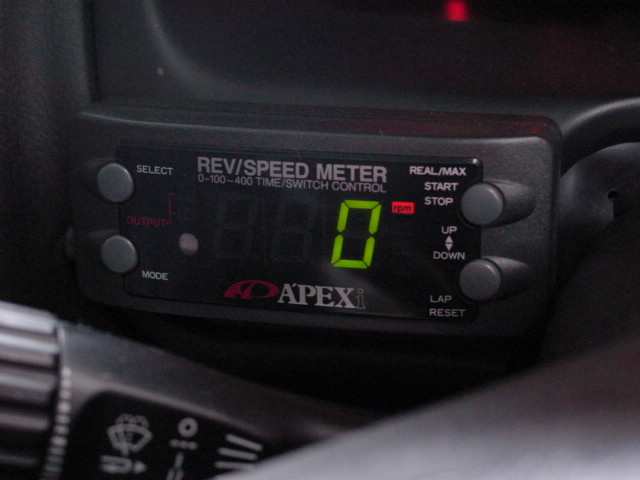 REV/SPEED METER
0-100~400 TIME/SWITCH CONTROL
SELECT
OUTPUT
MODE
0
rpm
REAL/MAX
START
STOP
UP
DOWN
LAP
RESET
A'PEXi